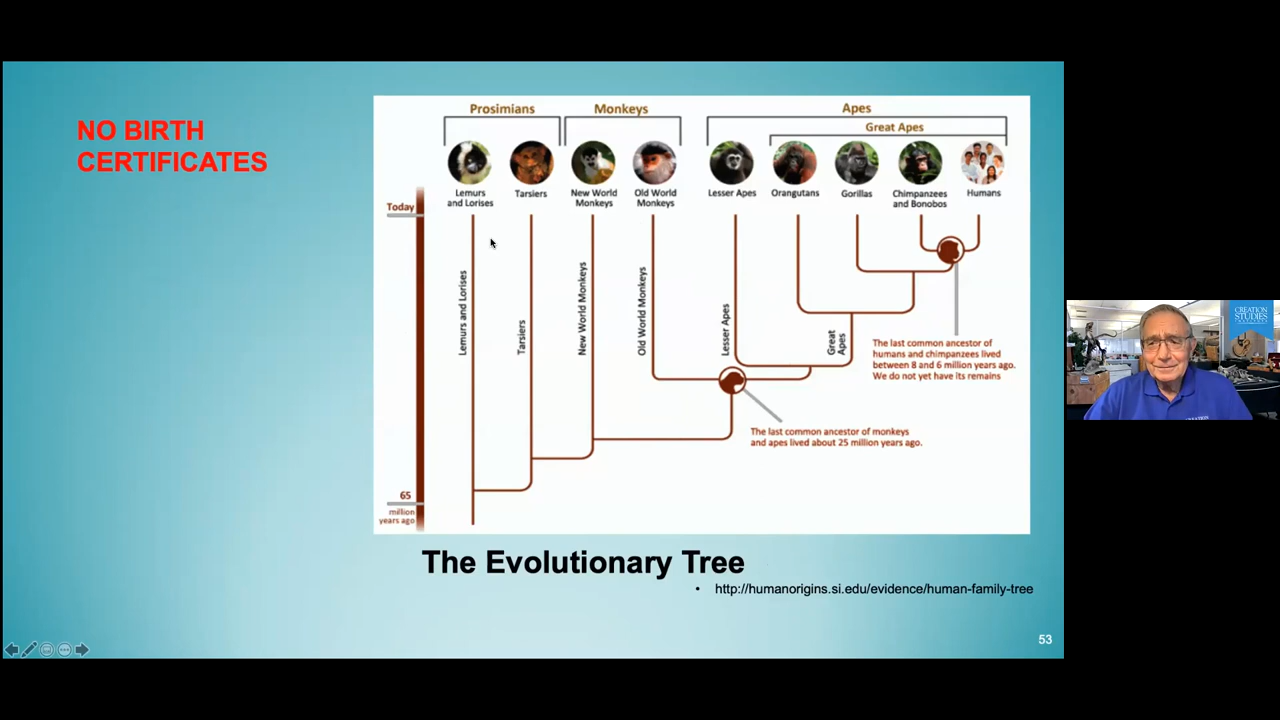 NO BIRTH
CERTIFICATES
Prosimians
Monkeys
Apes
Great Apes
Lemurs
and Lorises
Tarsiers
New World
Monkeys
Old World
Monkeys
Lesser Apes
Orangutans
Gorillas
Chimpanzees
and Bonobos
Humans
Today
Lemurs and Lorises
Tarsiers
New World Monkeys
Old World Monkeys
Lesser Apes
Great
Apes
The last common ancestor of
humans and chimpanzees lived
between 8 and 6 million years ago.
We do not yet have its remains
The last common ancestor of monkeys
and apes lived about 25 million years ago.
65
million
years ago
The Evolutionary Tree
• http://humanorigins.si.edu/evidence/human-family-tree
53
CREATION
STUDIES